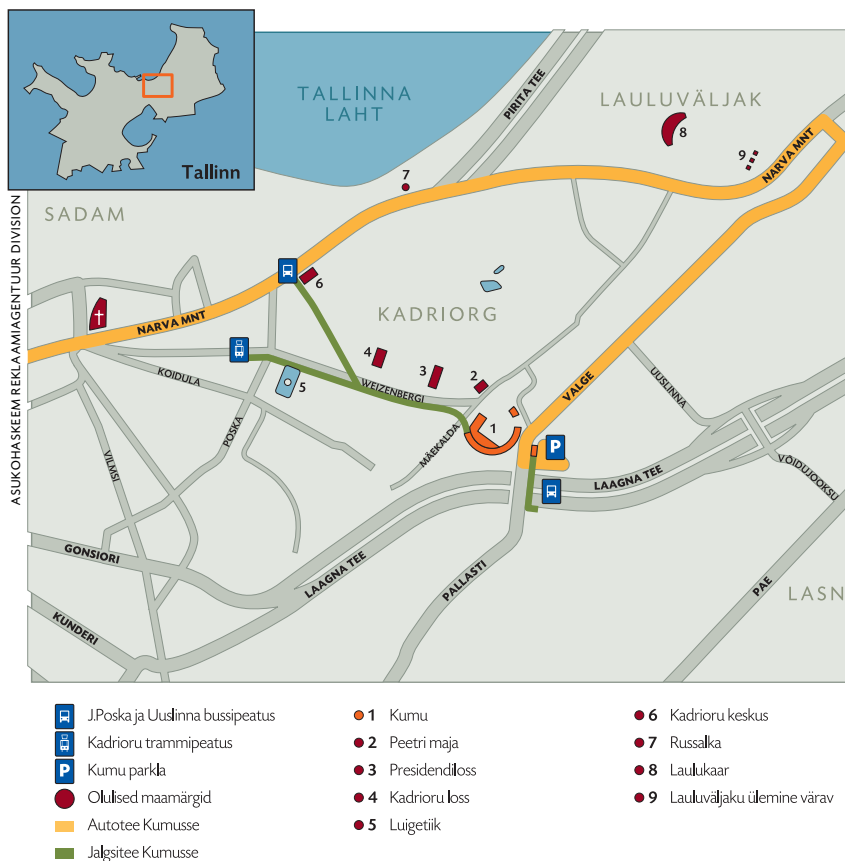 Tallinn
TALLINNA
LAHT
PIRITA TEE
LAULUVÄLJAK
8
9
NARVA MNT
7
SADAM
ASUKOHASKEEM REKLAAMIAGENTUUR DIVISION
6
NARVA MNT
KADRIORG
4
3
2
WEIZENBERGI
KOIDULA
5
POSKA
VILMSI
MÄEKALDA
1
VALGE
UUSLINNA
P
LAAGNA TEE
VÕIDUJOOKSU
GONSIORI
LAAGNA TEE
PALLASTI
PAE
LASN
KUNDERI
J.Poska ja Uuslinna bussipeatus
Kadrioru trammipeatus
P Kumu parkla
Olulised maamärgid
Autotee Kumusse
Jalgsitee Kumusse
1 Kumu
2 Peetri maja
3 Presidendiloss
4 Kadrioru loss
5 Luigetiik
6 Kadrioru keskus
7 Russalka
8 Laulukaar
9 Lauluväljaku ülemine värav